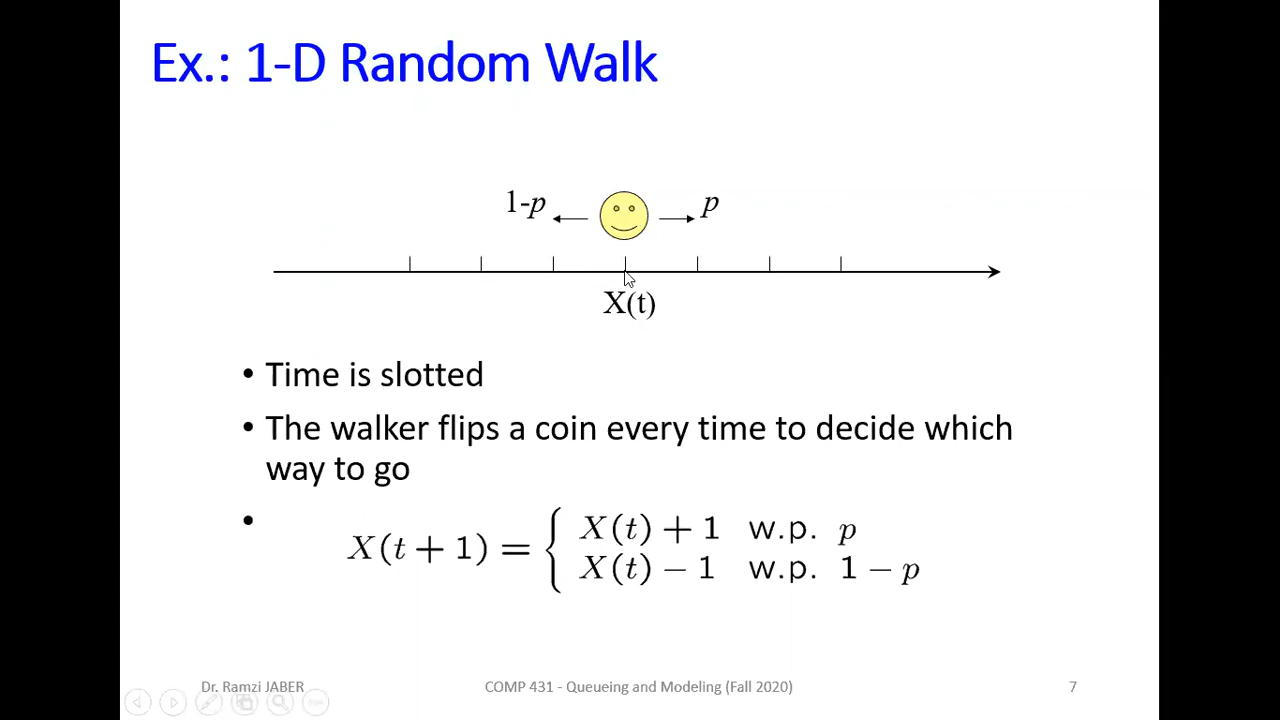 Ex.: 1-D Random Walk
1-p p
X(t)
• Time is slotted
• The walker flips a coin every time to decide which
way to go
• X(t + 1) = { X(t) + 1 w.p. p
X(t) − 1 w.p. 1 − p
Dr. Ramzi JABER COMP 431 - Queueing and Modeling (Fall 2020) 7